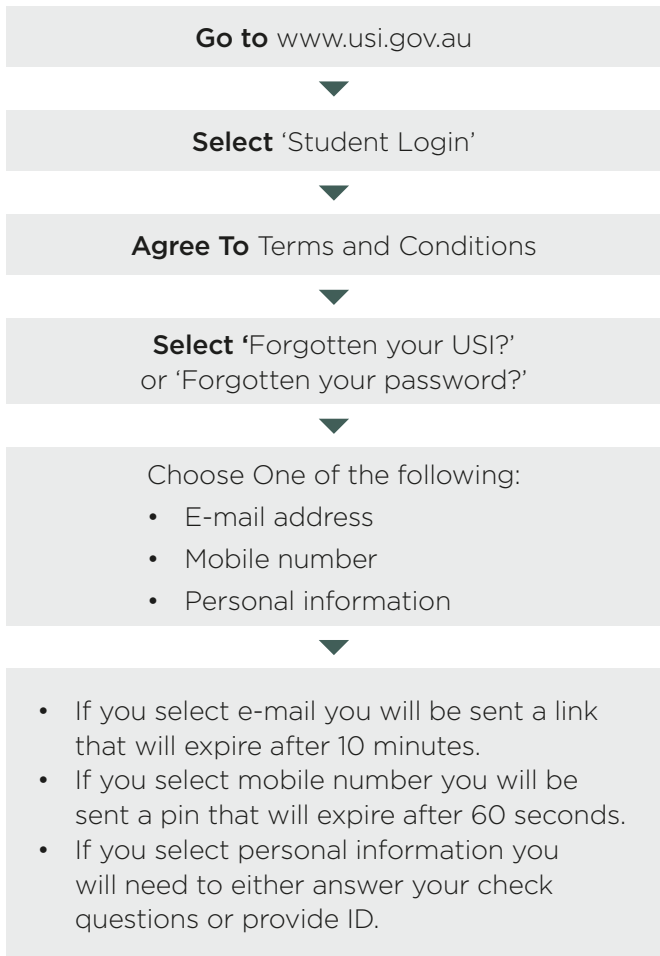 Go to www.usi.gov.au
Select ‘Student Login’
Agree To Terms and Conditions
Select ‘Forgotten your USI?’
or ‘Forgotten your password?’
Choose One of the following:
• E-mail address
• Mobile number
• Personal information
• If you select e-mail you will be sent a link
that will expire after 10 minutes.
• If you select mobile number you will be
sent a pin that will expire after 60 seconds.
• If you select personal information you
will need to either answer your check
questions or provide ID.